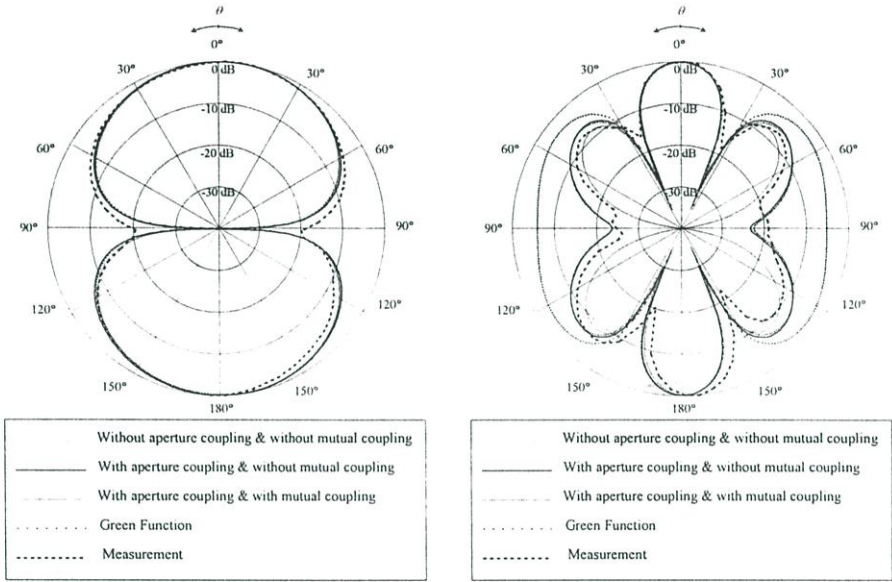 θ
0°
0 dB
30°
30°
-10 dB
60°
60°
-20 dB
-30 dB
90°
90°
120°
120°
150°
150°
180°
Without aperture coupling & without mutual coupling
With aperture coupling & without mutual coupling
With aperture coupling & with mutual coupling
Green Function
Measurement
θ
0°
0 dB
30°
30°
-10 dB
60°
60°
-20 dB
-30 dB
90°
90°
120°
120°
150°
150°
180°
Without aperture coupling & without mutual coupling
With aperture coupling & without mutual coupling
With aperture coupling & with mutual coupling
Green Function
Measurement